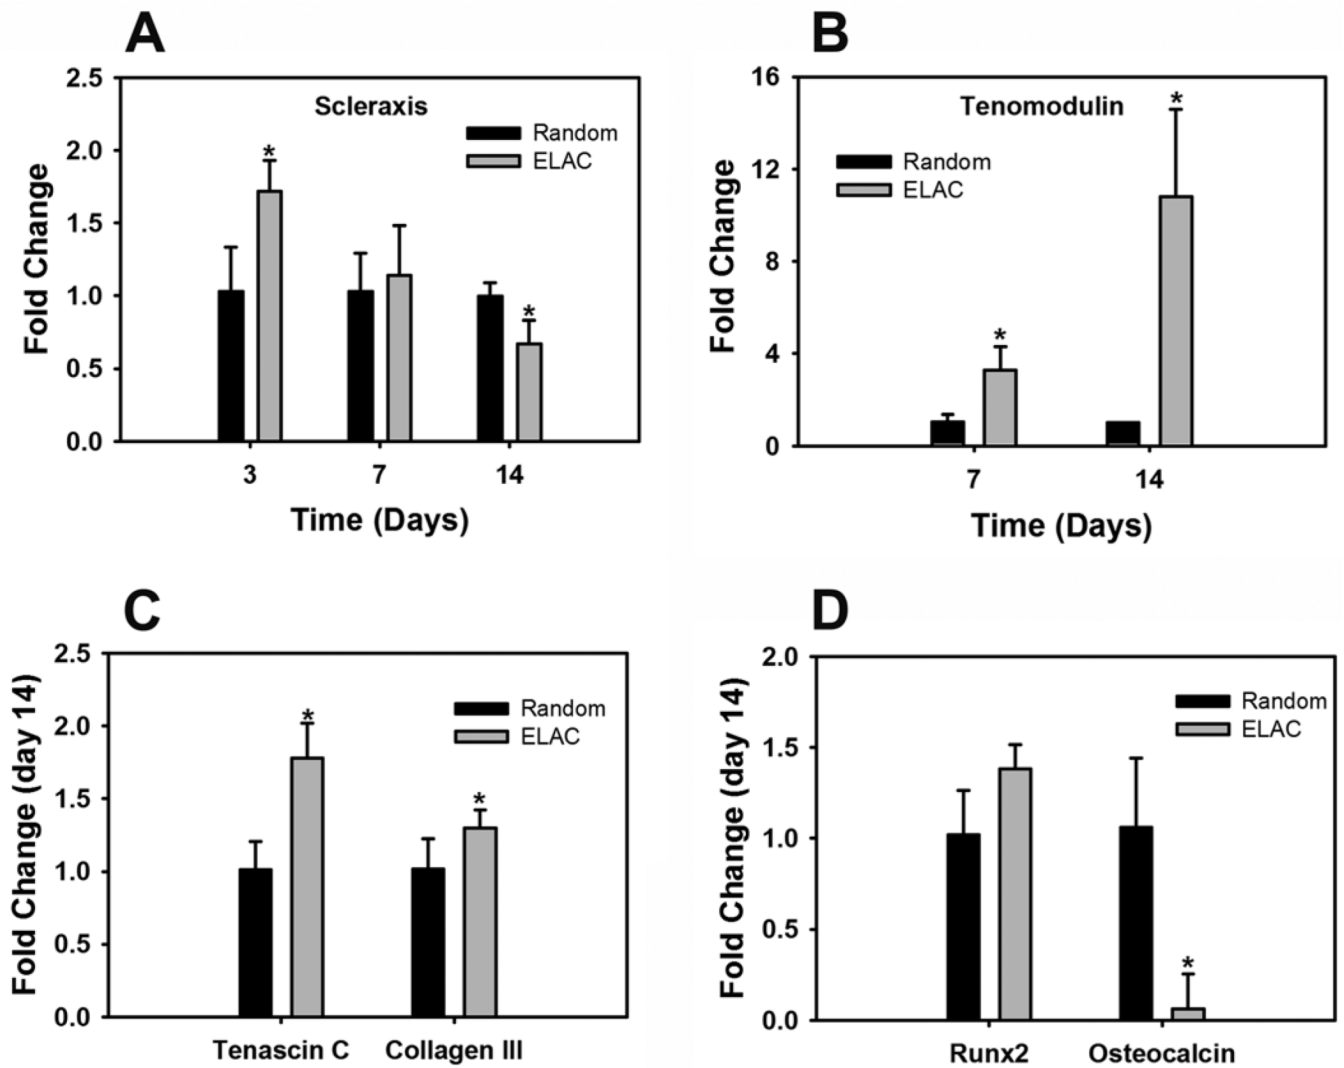 A
Scleraxis
Random
ELAC
*
*
2.5
2.0
1.5
1.0
0.5
0.0
Fold Change
3 7 14
Time (Days)
B
Tenomodulin
Random
ELAC
*
*
16
12
8
4
0
Fold Change
7 14
Time (Days)
C
Random
ELAC
*
*
2.5
2.0
1.5
1.0
0.5
0.0
Fold Change (day 14)
Tenascin C Collagen III
D
Random
ELAC
*
2.0
1.5
1.0
0.5
0.0
Fold Change (day 14)
Runx2 Osteocalcin